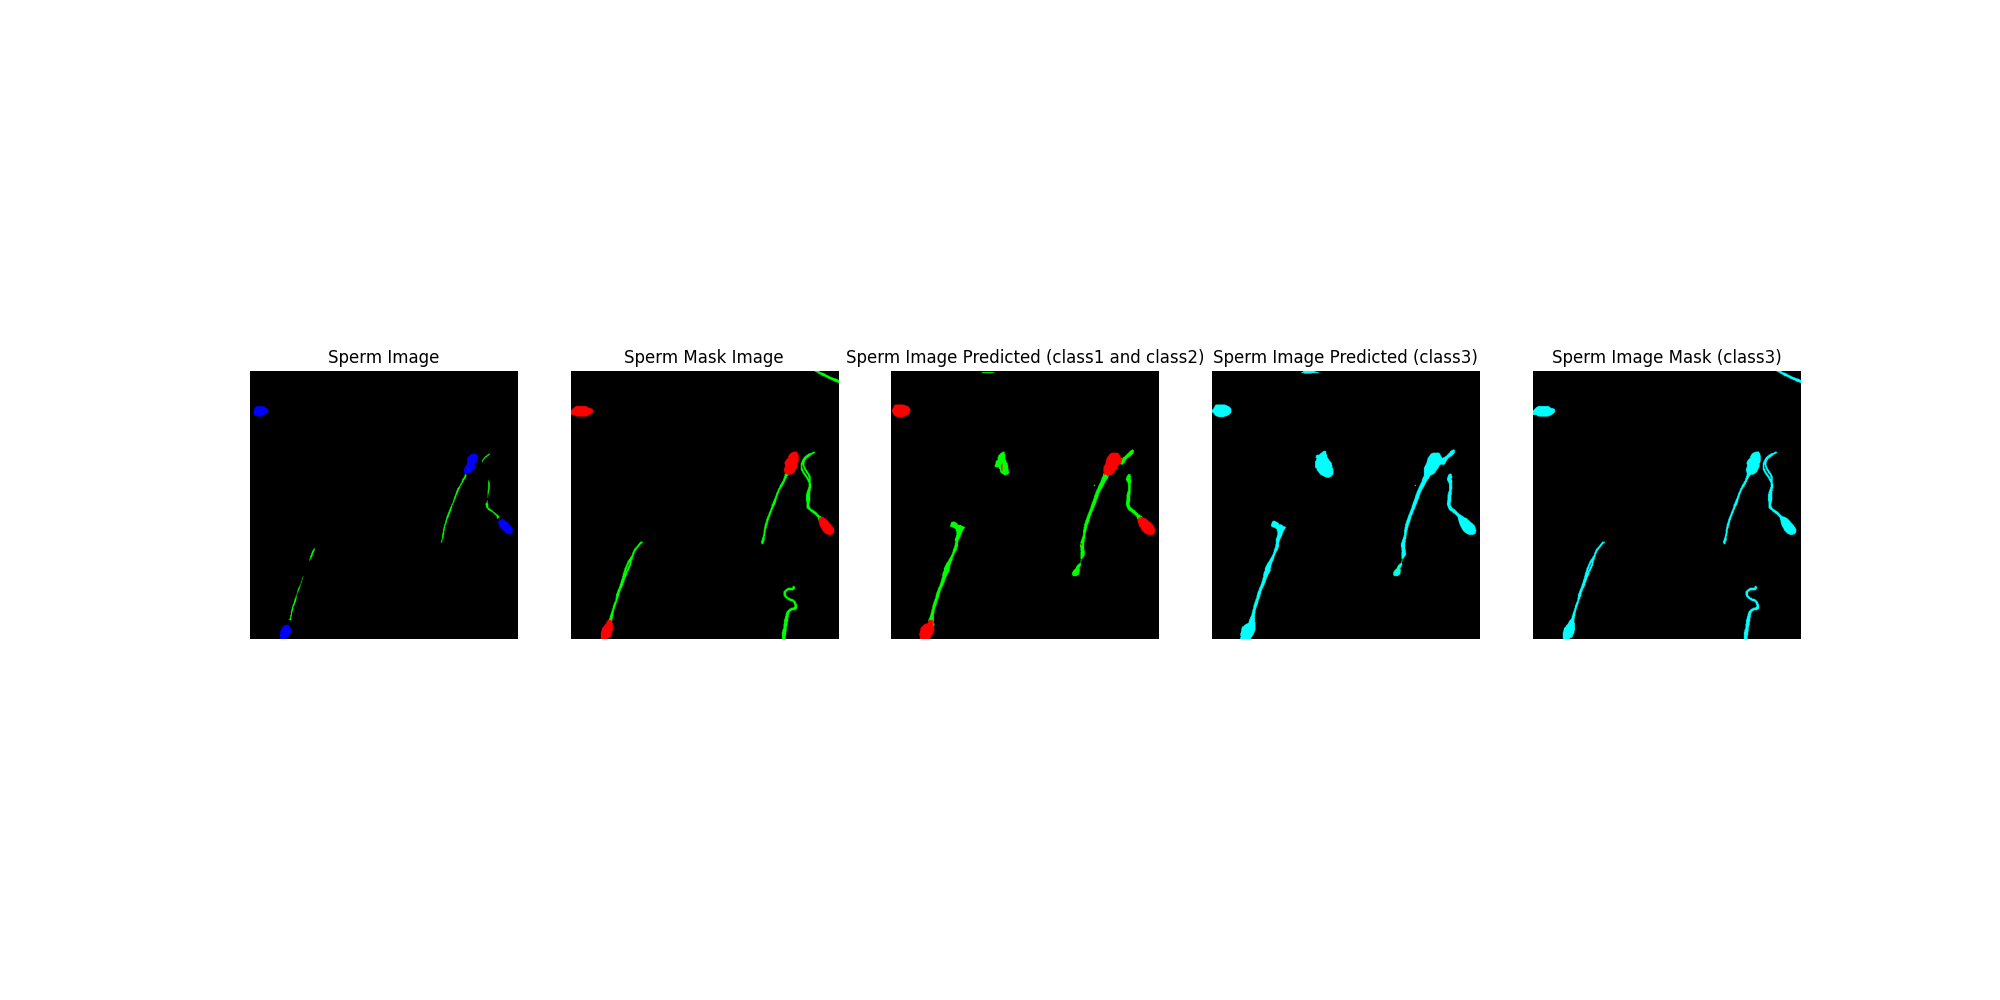 Sperm Image
Sperm Mask Image
Sperm Image Predicted (class1 and class2)
Sperm Image Predicted (class3)
Sperm Image Mask (class3)